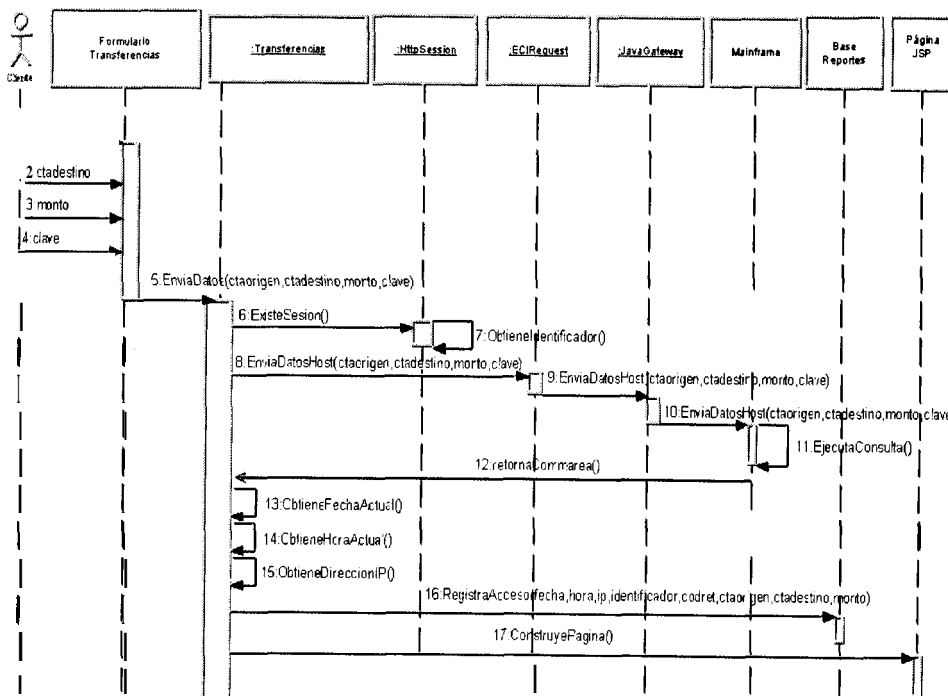 Formulario
Transferencias
:Transferencias
:HttpSession
:ECIRequest
:JavaGateway
Mainframe
Base
Reportes
Página
JSP
Cliente
2:ctadestino
3:monto
4:clave
5:EnviaDatos(ctaorigen,ctadestino,monto,clave)
6:ExisteSesion()
7:ObtieneIdentificador()
8:EnviaDatosHost(ctaorigen,ctadestino,monto,clave)
9:EnviaDatosHost(ctaorigen,ctadestino,monto,clave)
10:EnviaDatosHost(ctaorigen,ctadestino,monto,clave
11:EjecutaConsulta()
12:retornaCommarea()
13:ObtieneFechaActual()
14:ObtieneHoraActual()
15:ObtieneDireccionIP()
16:RegistraAcceso(fecha,hora,ip,identificador,codret,ctaorigen,ctadestino,monto)
17:ConstruyePagina()